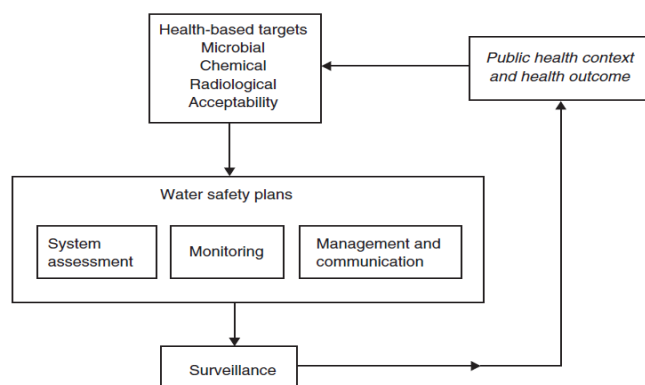 Health-based targets
Microbial
Chemical
Radiological
Acceptability
Public health context
and health outcome
Water safety plans
System
assessment
Monitoring
Management and
communication
Surveillance